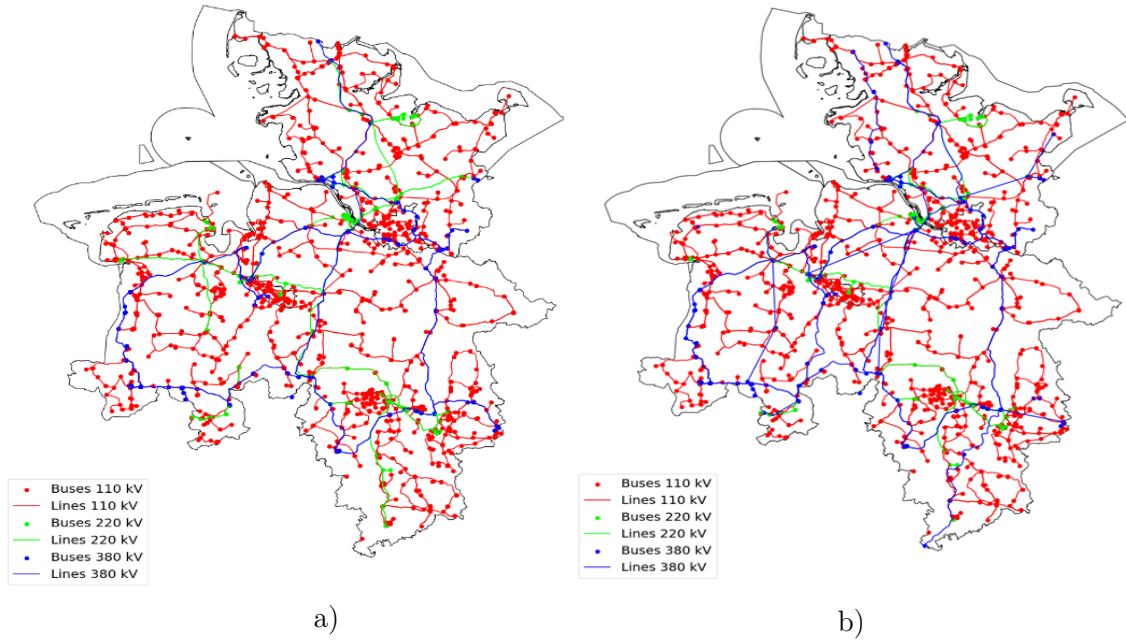 Buses 110 kV
Lines 110 kV
Buses 220 kV
Lines 220 kV
Buses 380 kV
Lines 380 kV
a)
Buses 110 kV
Lines 110 kV
Buses 220 kV
Lines 220 kV
Buses 380 kV
Lines 380 kV
b)